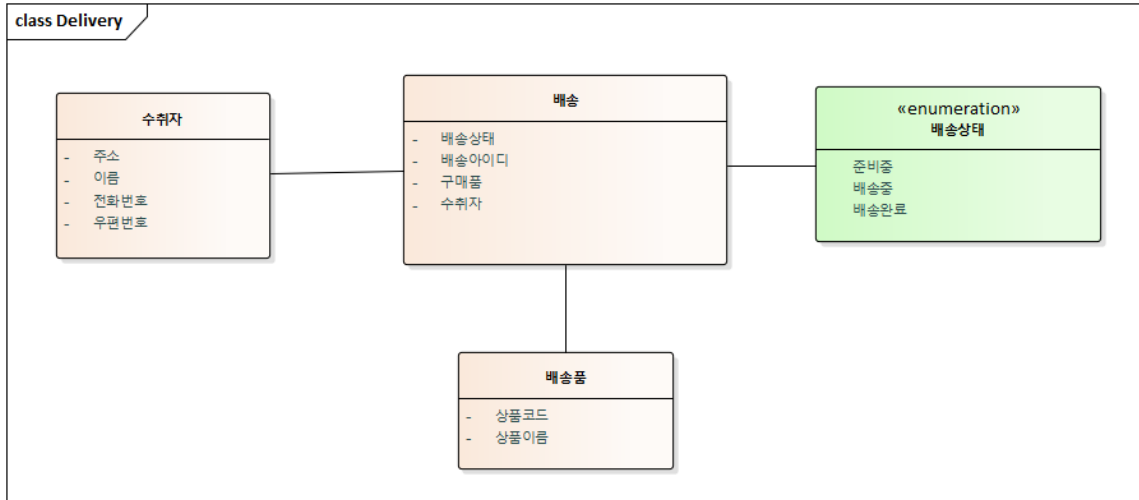 class Delivery
수취자
- 주소
- 이름
- 전화번호
- 우편번호
배송
- 배송상태
- 배송아이디
- 구매품
- 수취자
«enumeration»
배송상태
준비중
배송중
배송완료
배송품
- 상품코드
- 상품이름